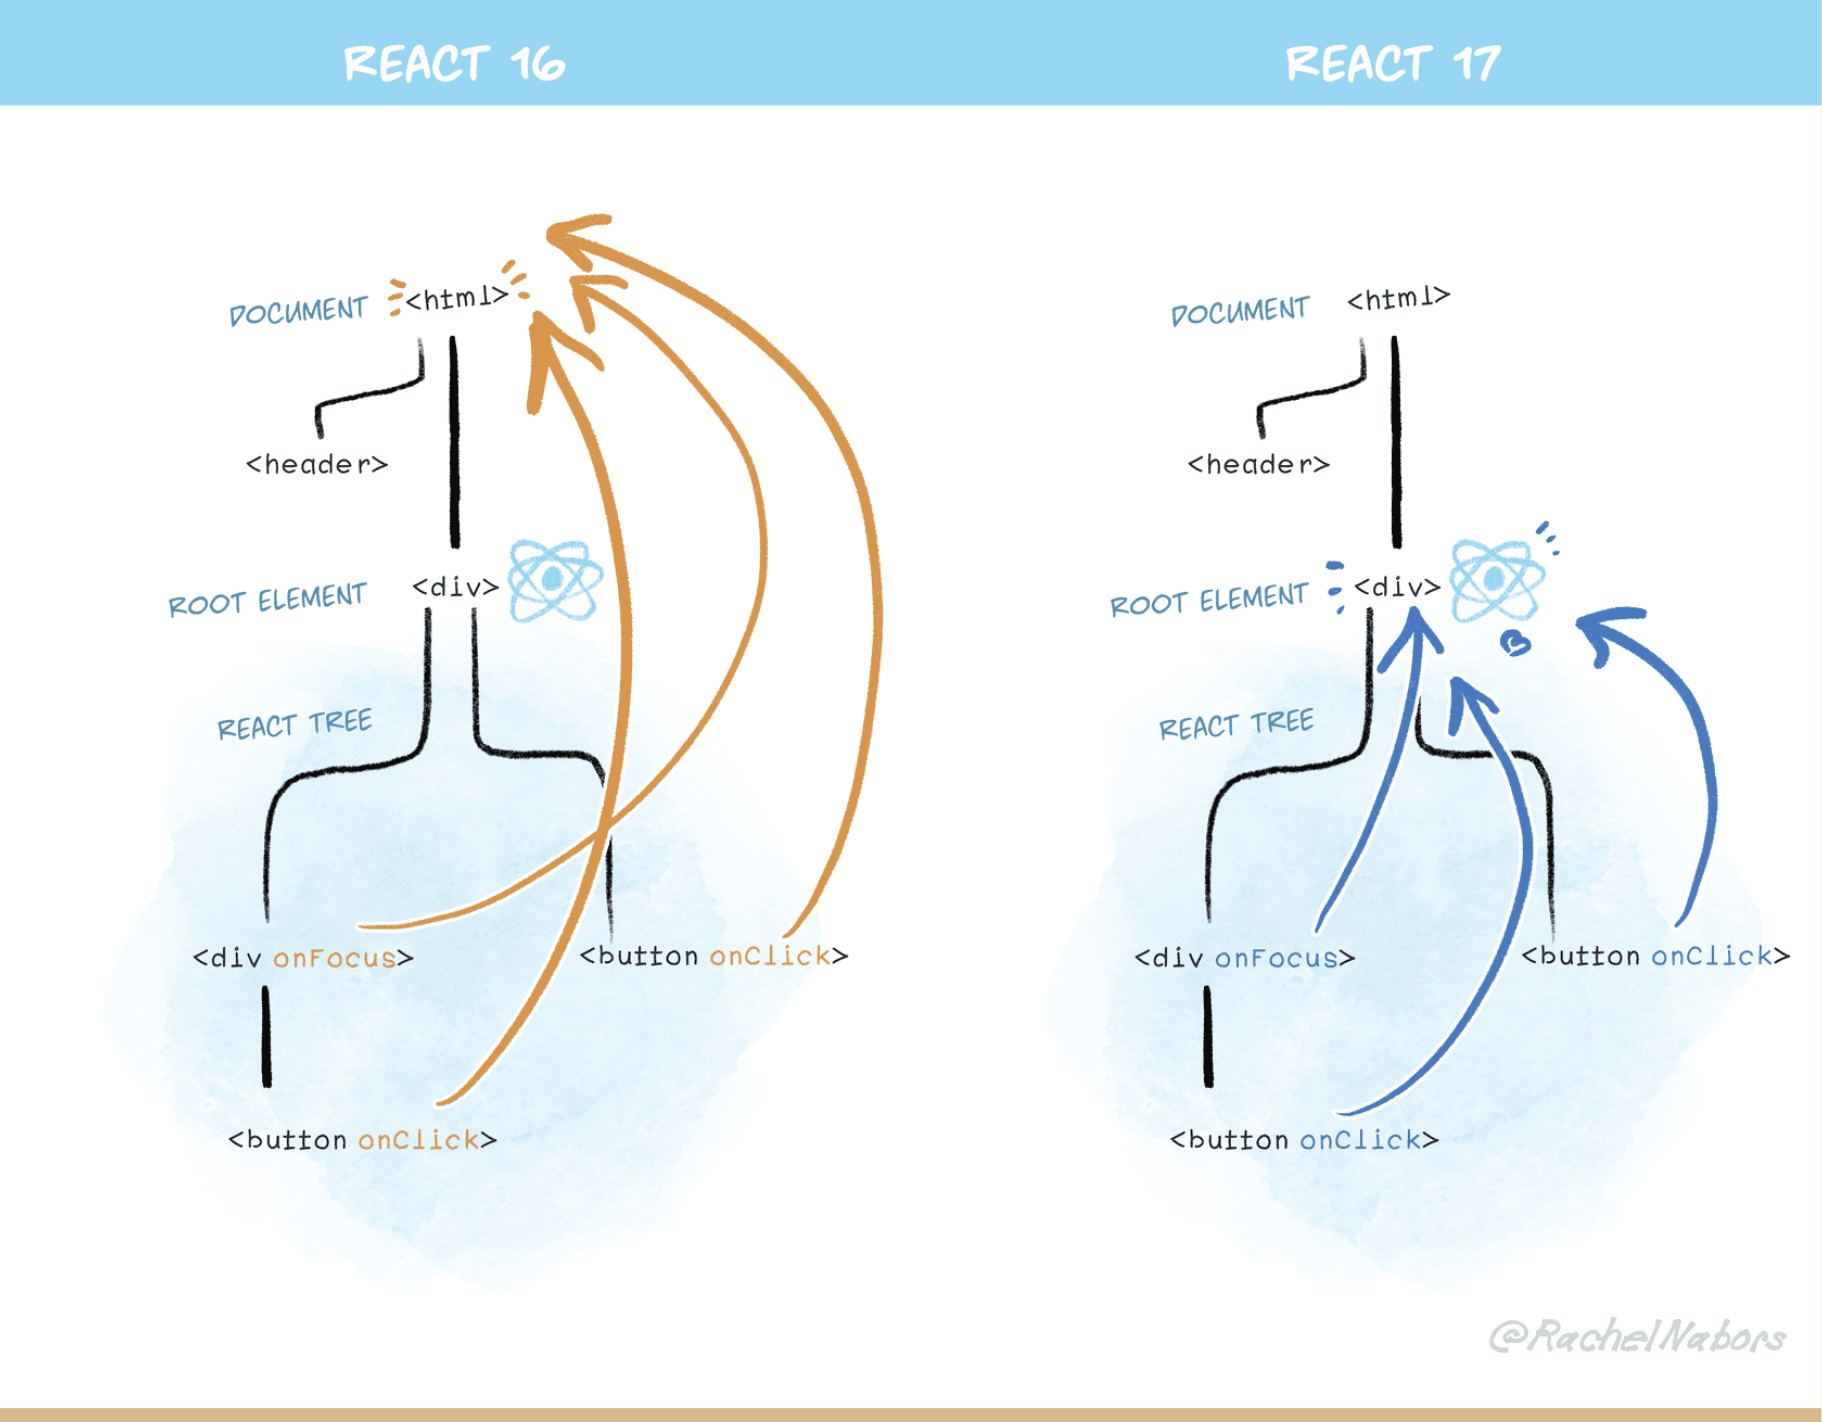 REACT 16
DOCUMENT <html>
<header>
ROOT ELEMENT <div>
REACT TREE
<div onFocus>
<button onClick>
<button onClick>
REACT 17
DOCUMENT <html>
<header>
ROOT ELEMENT <div>
REACT TREE
<div onFocus>
<button onClick>
<button onClick>
@RachelNabors